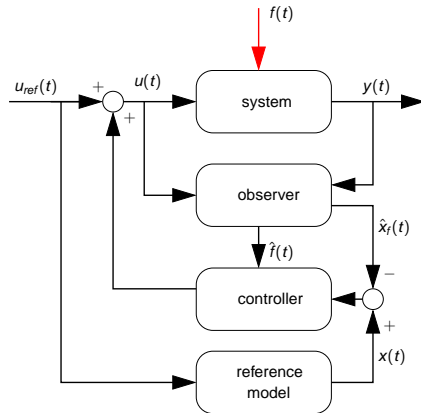 f(t)
u_ref(t)
+
u(t)
system
y(t)
+
observer
x̂_f(t)
f̂(t)
−
controller
+
x(t)
reference
model